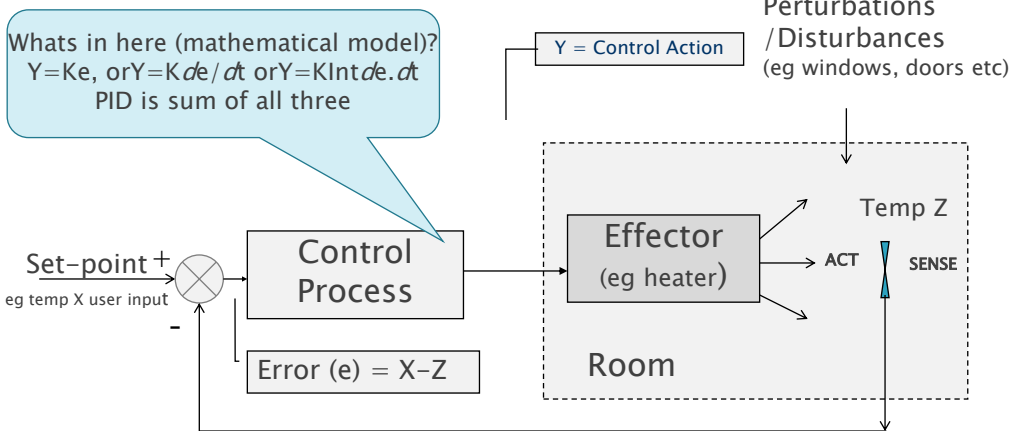 Whats in here (mathematical model)?
Y=Ke, orY=Kde/dt orY=KIntde.dt
PID is sum of all three
Y = Control Action
Perturbations
/Disturbances
(eg windows, doors etc)
Set-point +
eg temp X user input
-
Control
Process
Error (e) = X-Z
Effector
(eg heater)
Temp Z
ACT
SENSE
Room